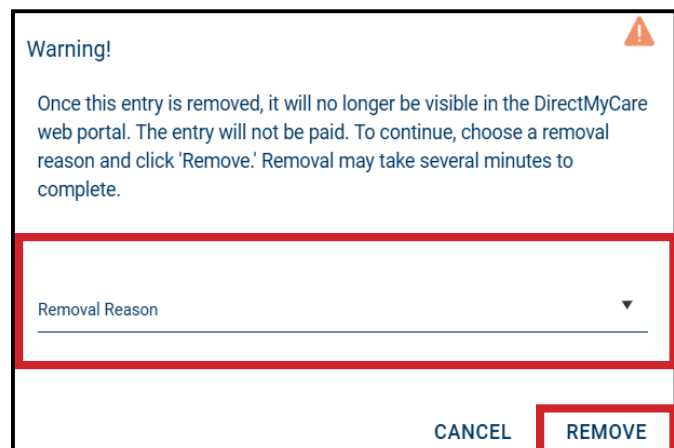 Warning!
Once this entry is removed, it will no longer be visible in the DirectMyCare
web portal. The entry will not be paid. To continue, choose a removal
reason and click 'Remove.' Removal may take several minutes to
complete.
Removal Reason
CANCEL REMOVE